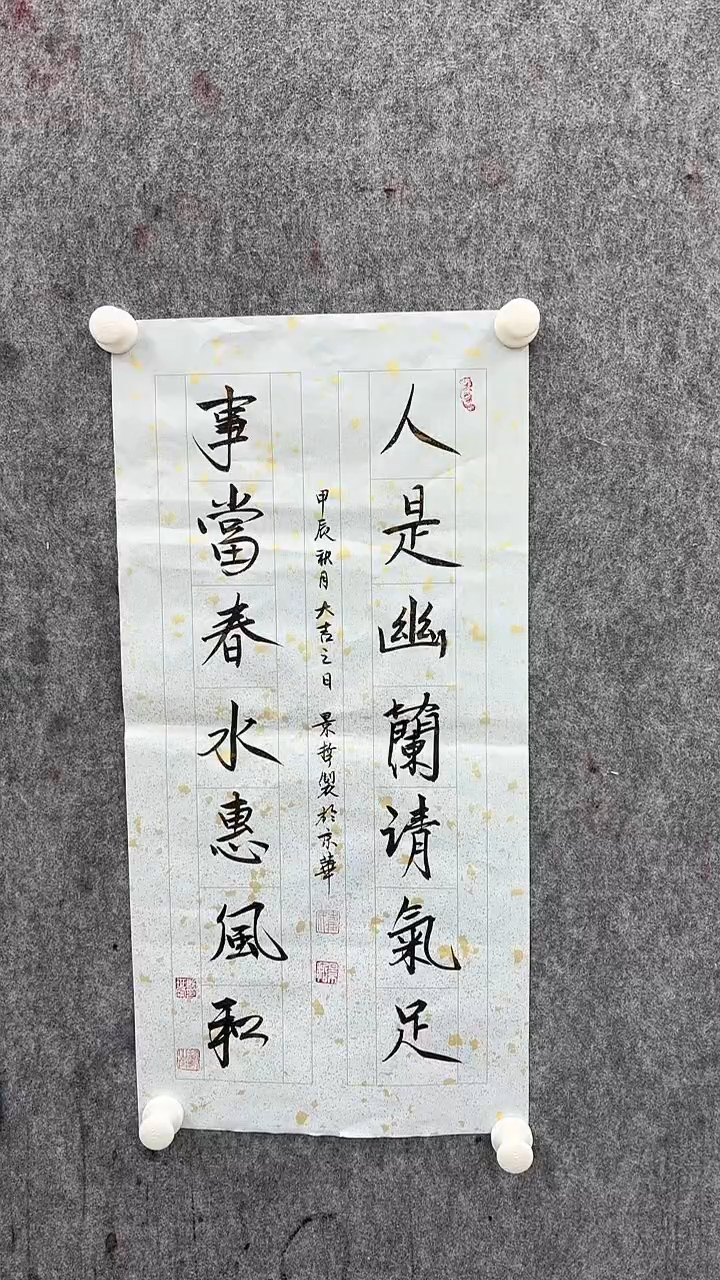 人是幽蘭请氣足
甲辰秋月大吉之日景哲製於京華
事當春水惠風和